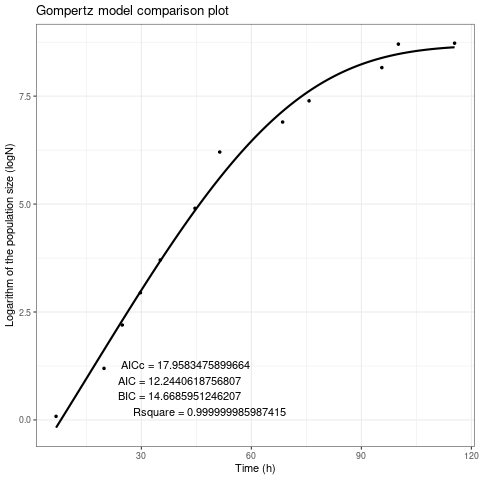 Gompertz model comparison plot
Logarithm of the population size (logN)
7.5
5.0
2.5
0.0
AICc = 17.9583475899664
AIC = 12.2440618756807
BIC = 14.6685951246207
Rsquare = 0.999999985987415
30
60
90
120
Time (h)